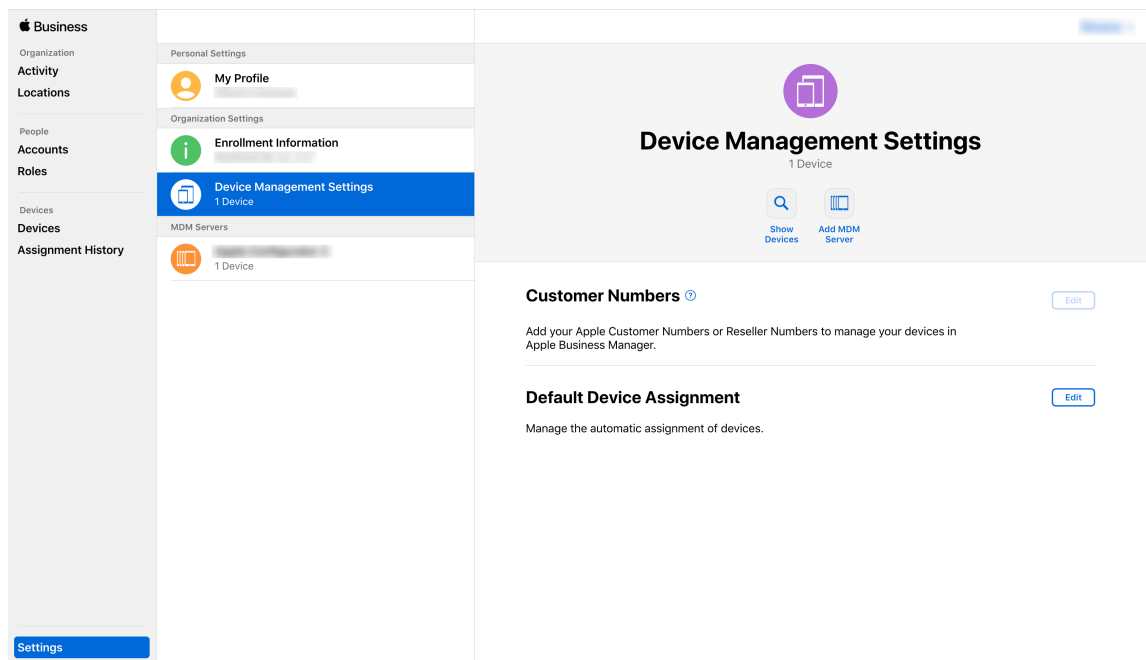 Business
Organization
Activity
Locations
People
Accounts
Roles
Devices
Devices
Assignment History
Settings
Personal Settings
My Profile
Organization Settings
Enrollment Information
Device Management Settings
1 Device
MDM Servers
1 Device
Device Management Settings
1 Device
Show
Devices
Add MDM
Server
Customer Numbers
Edit
Add your Apple Customer Numbers or Reseller Numbers to manage your devices in
Apple Business Manager.
Default Device Assignment
Edit
Manage the automatic assignment of devices.